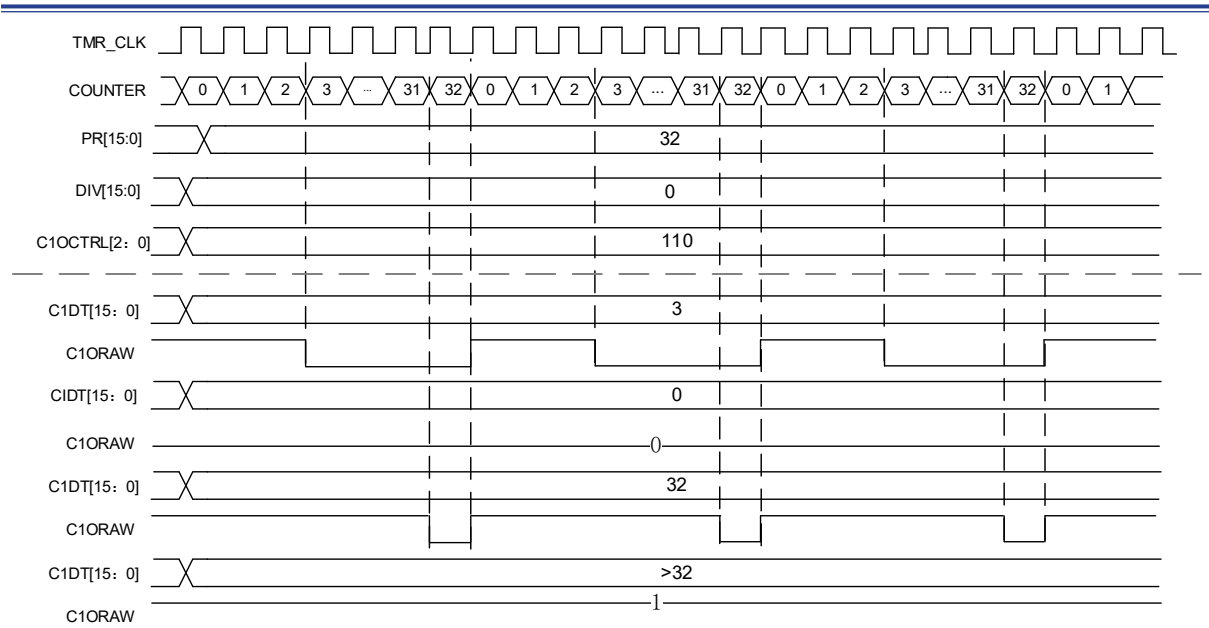 TMR_CLK
COUNTER 0 1 2 3 ... 31 32 0 1 2 3 ... 31 32 0 1 2 3 ... 31 32 0 1
PR[15:0] 32
DIV[15:0] 0
C1OCTRL[2：0] 110
C1DT[15：0] 3
C1ORAW
CIDT[15：0] 0
C1ORAW 0
C1DT[15：0] 32
C1ORAW
C1DT[15：0] >32
C1ORAW 1